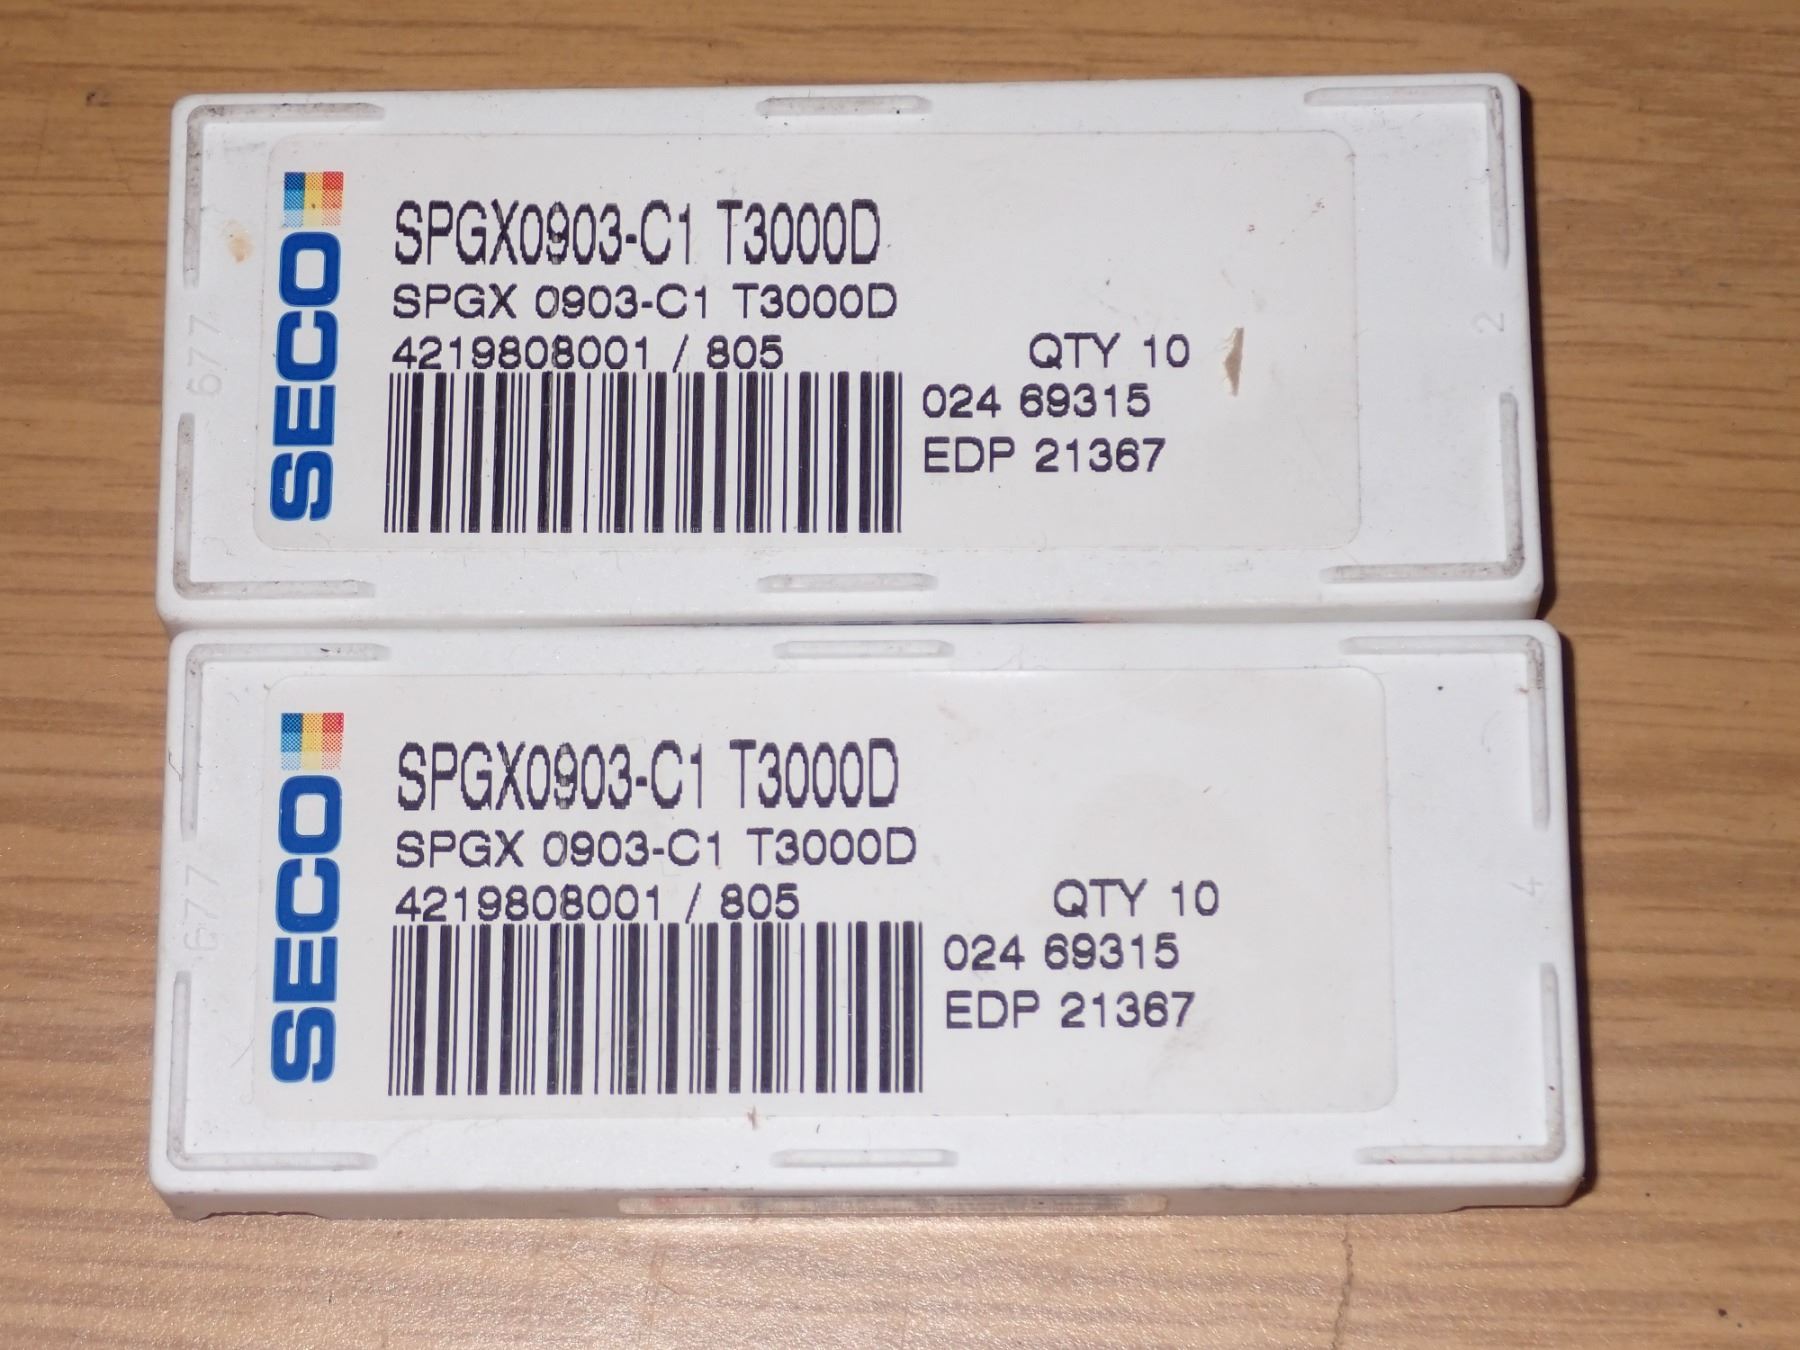 SECO
SPGX0903-C1 T3000D
SPGX 0903-C1 T3000D
4219808001 / 805 QTY 10
024 69315
EDP 21367
677
2
SECO
SPGX0903-C1 T3000D
SPGX 0903-C1 T3000D
4219808001 / 805 QTY 10
024 69315
EDP 21367
677
4